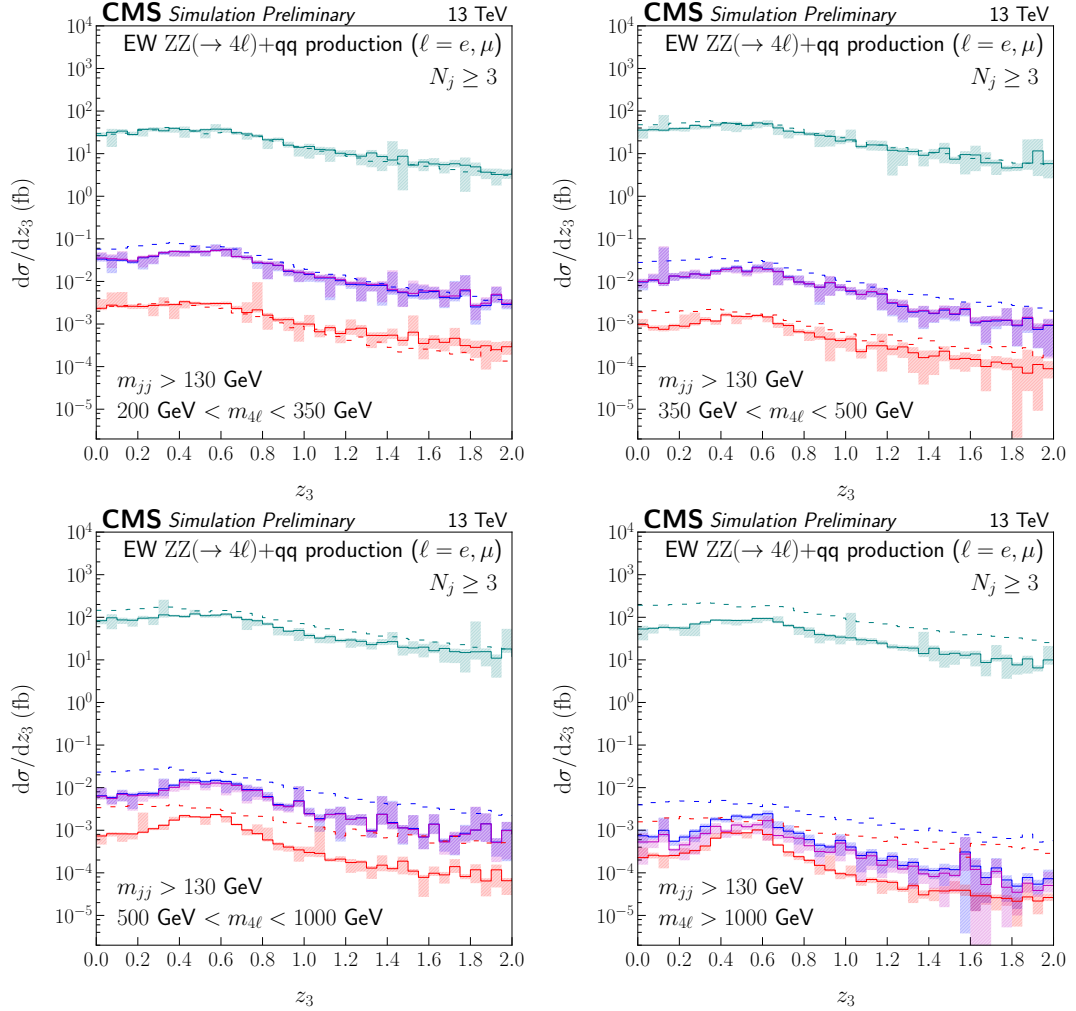 CMS Simulation Preliminary 13 TeV
EW ZZ(→ 4ℓ)+qq production (ℓ = e, μ)
N_j ≥ 3
10^4
10^3
10^2
10^1
10^0
10^−1
10^−2
10^−3
10^−4
10^−5
dσ/dz_3 (fb)
m_jj > 130 GeV
200 GeV < m_4ℓ < 350 GeV
0.0 0.2 0.4 0.6 0.8 1.0 1.2 1.4 1.6 1.8 2.0
z_3
CMS Simulation Preliminary 13 TeV
EW ZZ(→ 4ℓ)+qq production (ℓ = e, μ)
N_j ≥ 3
10^4
10^3
10^2
10^1
10^0
10^−1
10^−2
10^−3
10^−4
10^−5
dσ/dz_3 (fb)
m_jj > 130 GeV
350 GeV < m_4ℓ < 500 GeV
0.0 0.2 0.4 0.6 0.8 1.0 1.2 1.4 1.6 1.8 2.0
z_3
CMS Simulation Preliminary 13 TeV
EW ZZ(→ 4ℓ)+qq production (ℓ = e, μ)
N_j ≥ 3
10^4
10^3
10^2
10^1
10^0
10^−1
10^−2
10^−3
10^−4
10^−5
dσ/dz_3 (fb)
m_jj > 130 GeV
500 GeV < m_4ℓ < 1000 GeV
0.0 0.2 0.4 0.6 0.8 1.0 1.2 1.4 1.6 1.8 2.0
z_3
CMS Simulation Preliminary 13 TeV
EW ZZ(→ 4ℓ)+qq production (ℓ = e, μ)
N_j ≥ 3
10^4
10^3
10^2
10^1
10^0
10^−1
10^−2
10^−3
10^−4
10^−5
dσ/dz_3 (fb)
m_jj > 130 GeV
m_4ℓ > 1000 GeV
0.0 0.2 0.4 0.6 0.8 1.0 1.2 1.4 1.6 1.8 2.0
z_3